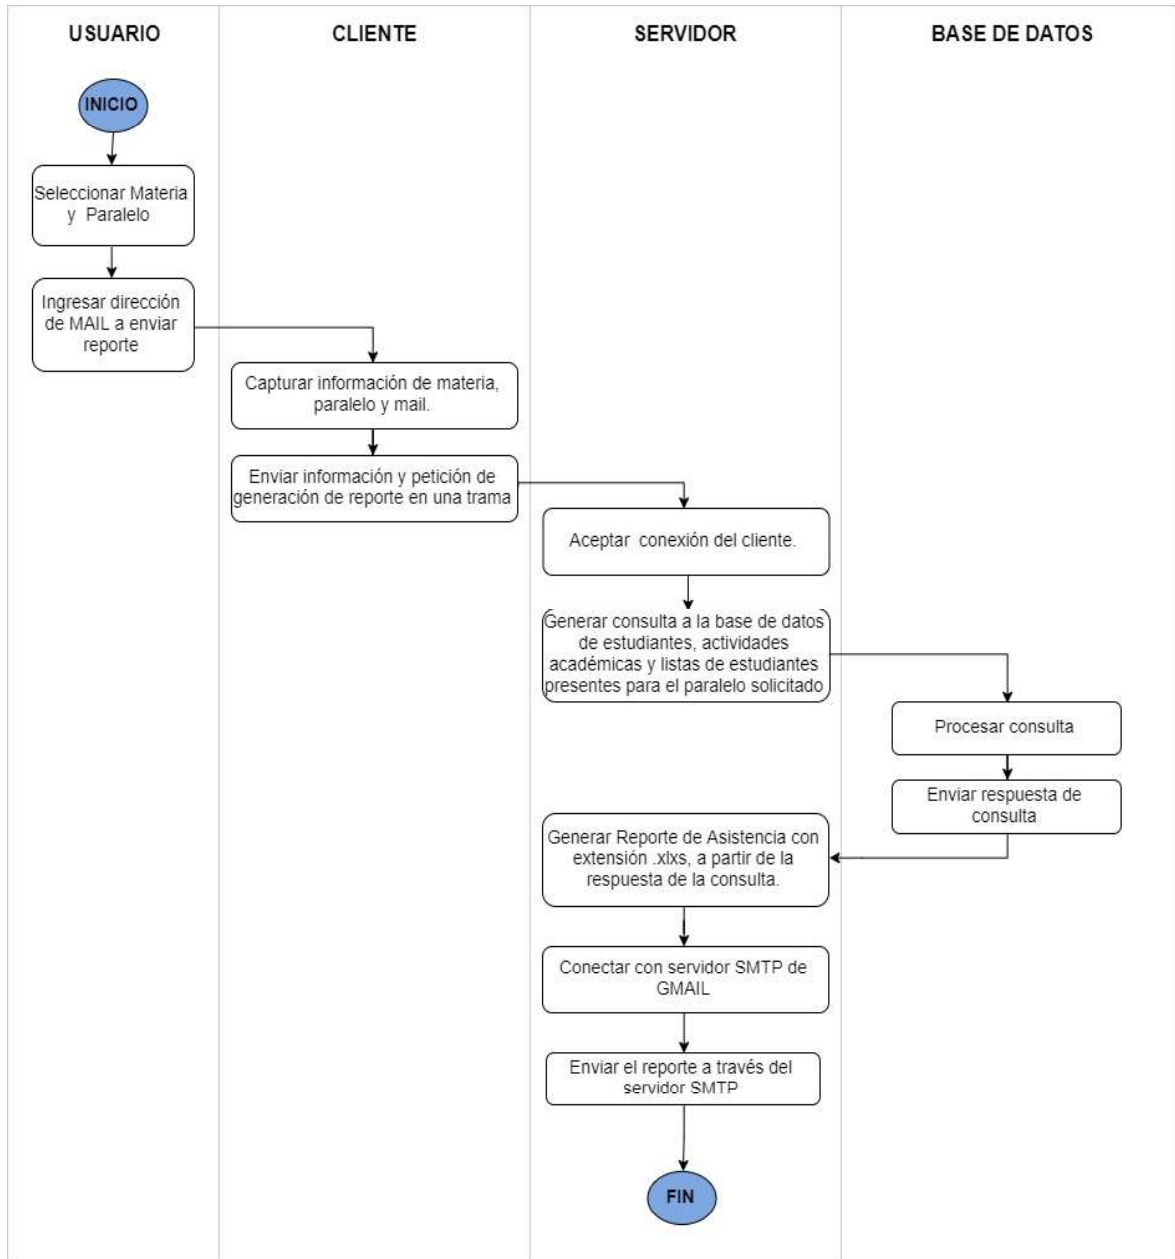 USUARIO
CLIENTE
SERVIDOR
BASE DE DATOS
INICIO
Seleccionar Materia
y Paralelo
Ingresar dirección
de MAIL a enviar
reporte
Capturar información de materia,
paralelo y mail.
Enviar información y petición de
generación de reporte en una trama
Aceptar conexión del cliente.
Generar consulta a la base de datos
de estudiantes, actividades
académicas y listas de estudiantes
presentes para el paralelo solicitado
Procesar consulta
Enviar respuesta de
consulta
Generar Reporte de Asistencia con
extensión .xlxs, a partir de la
respuesta de la consulta.
Conectar con servidor SMTP de
GMAIL
Enviar el reporte a través del
servidor SMTP
FIN